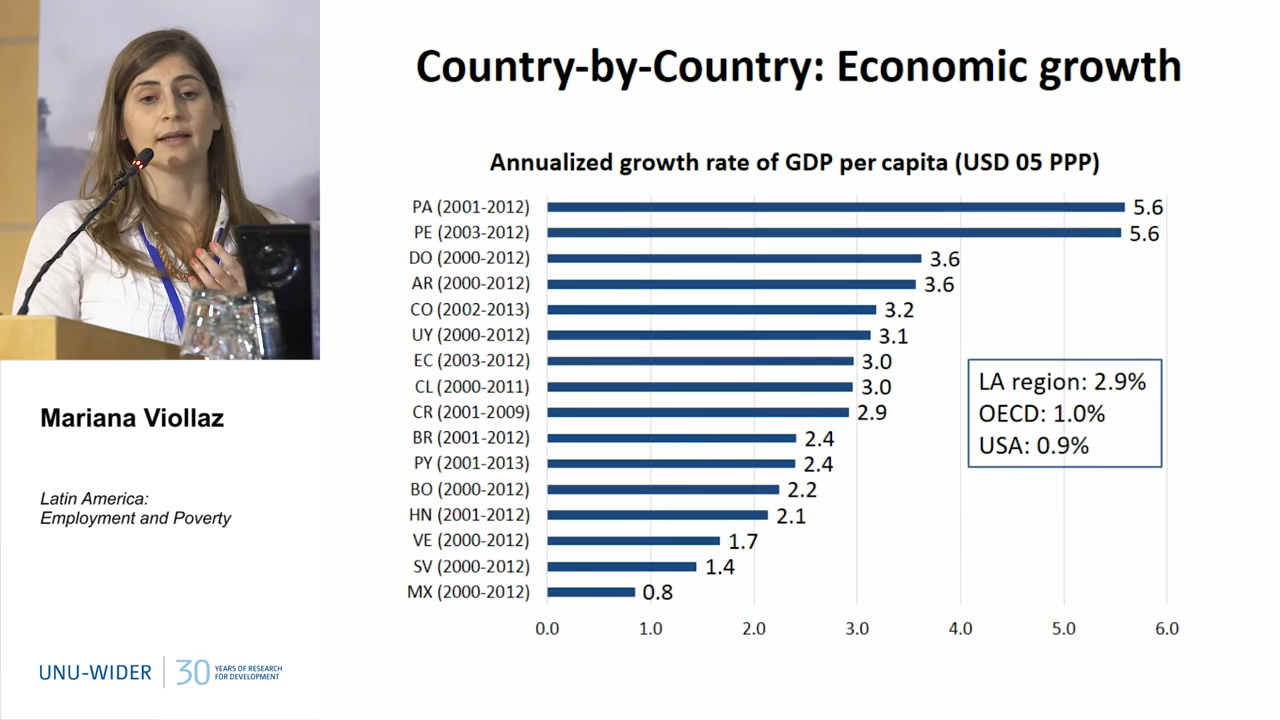 Country-by-Country: Economic growth
Annualized growth rate of GDP per capita (USD 05 PPP)
PA (2001-2012) 5.6
PE (2003-2012) 5.6
DO (2000-2012) 3.6
AR (2000-2012) 3.6
CO (2002-2013) 3.2
UY (2000-2012) 3.1
EC (2003-2012) 3.0
CL (2000-2011) 3.0
CR (2001-2009) 2.9
BR (2001-2012) 2.4
PY (2001-2013) 2.4
BO (2000-2012) 2.2
HN (2001-2012) 2.1
VE (2000-2012) 1.7
SV (2000-2012) 1.4
MX (2000-2012) 0.8
0.0 1.0 2.0 3.0 4.0 5.0 6.0
LA region: 2.9%
OECD: 1.0%
USA: 0.9%
Mariana Viollaz
Latin America:
Employment and Poverty
UNU-WIDER
30 YEARS OF RESEARCH
FOR DEVELOPMENT